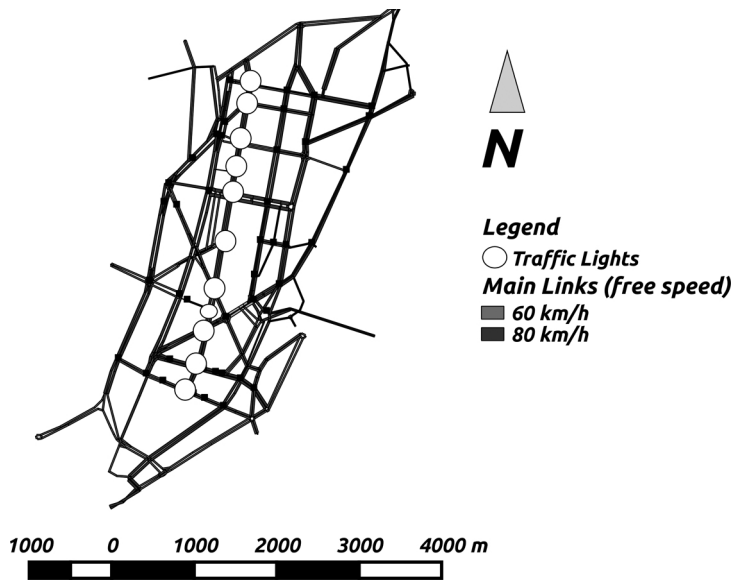 N
Legend
Traffic Lights
Main Links (free speed)
60 km/h
80 km/h
1000 0 1000 2000 3000 4000 m